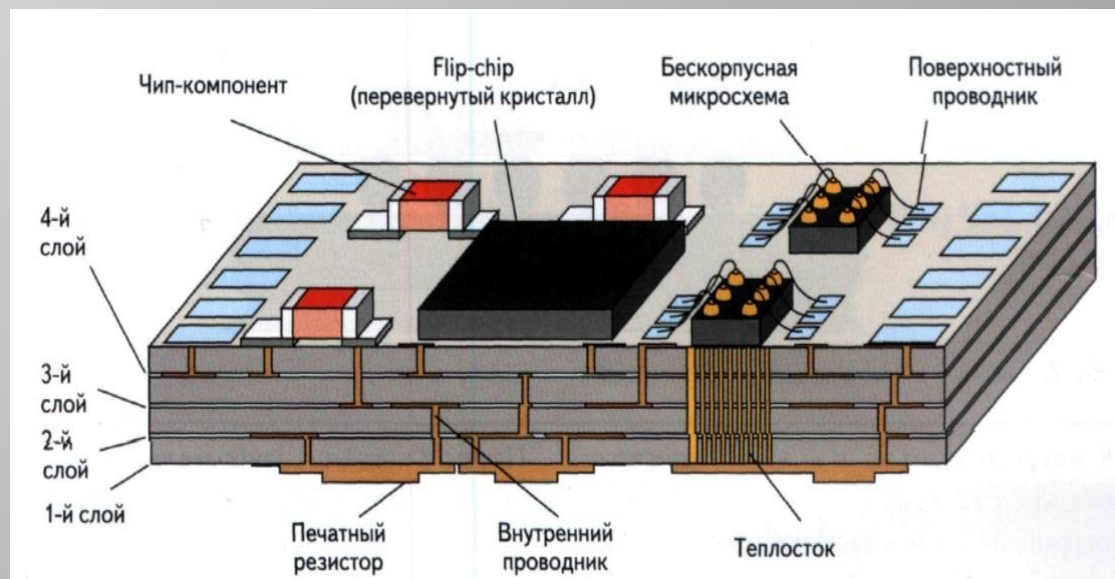 Чип-компонент
Flip-chip
(перевернутый кристалл)
Бескорпусная
микросхема
Поверхностный
проводник
4-й
слой
3-й
слой
2-й
слой
1-й слой
Печатный
резистор
Внутренний
проводник
Теплосток